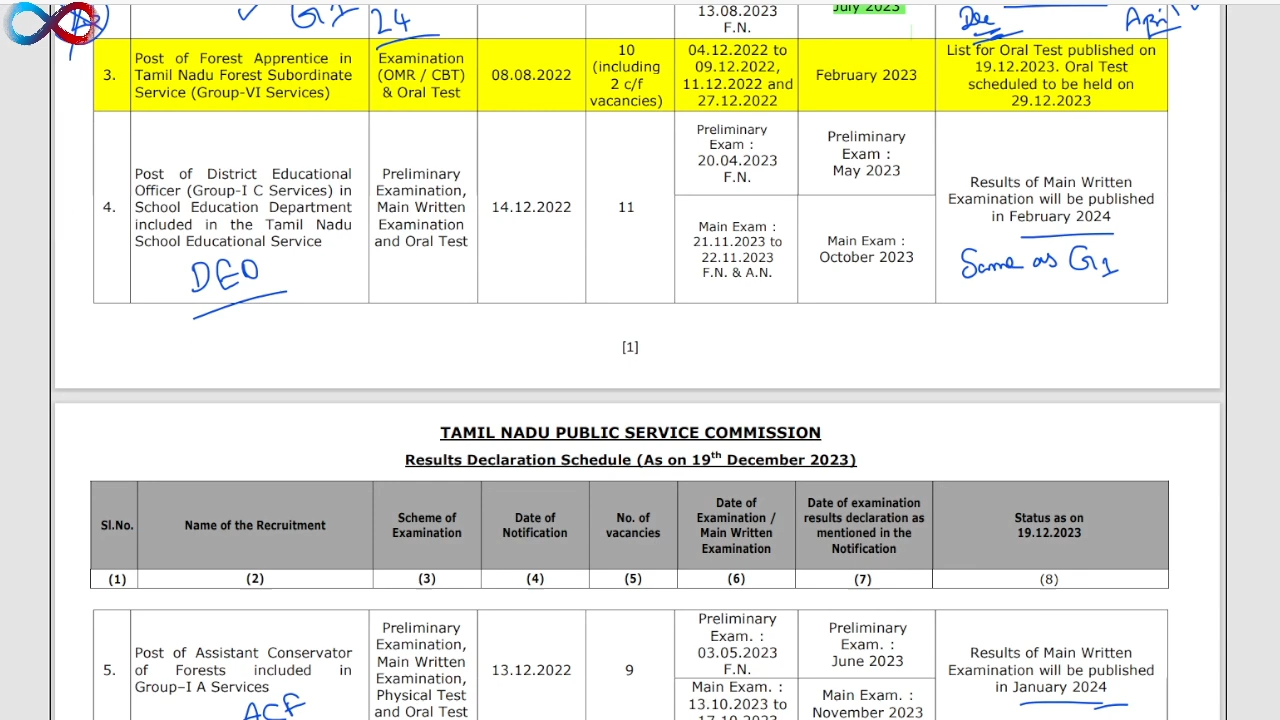 G1
24
13.08.2023
F.N.
July 2023
Dec
April
3.
Post of Forest Apprentice in
Tamil Nadu Forest Subordinate
Service (Group-VI Services)
Examination
(OMR / CBT)
& Oral Test
08.08.2022
10
(including
2 c/f
vacancies)
04.12.2022 to
09.12.2022,
11.12.2022 and
27.12.2022
February 2023
List for Oral Test published on
19.12.2023. Oral Test
scheduled to be held on
29.12.2023
4.
Post of District Educational
Officer (Group-I C Services) in
School Education Department
included in the Tamil Nadu
School Educational Service
DEO
Preliminary
Examination,
Main Written
Examination
and Oral Test
14.12.2022
11
Preliminary
Exam :
20.04.2023
F.N.
Preliminary
Exam :
May 2023
Main Exam :
21.11.2023 to
22.11.2023
F.N. & A.N.
Main Exam :
October 2023
Results of Main Written
Examination will be published
in February 2024
Same as G1
[1]
TAMIL NADU PUBLIC SERVICE COMMISSION
Results Declaration Schedule (As on 19th December 2023)
Sl.No.
Name of the Recruitment
Scheme of
Examination
Date of
Notification
No. of
vacancies
Date of
Examination /
Main Written
Examination
Date of examination
results declaration as
mentioned in the
Notification
Status as on
19.12.2023
(1)
(2)
(3)
(4)
(5)
(6)
(7)
(8)
5.
Post of Assistant Conservator
of Forests included in
Group–I A Services
ACF
Preliminary
Examination,
Main Written
Examination,
Physical Test
and Oral Test
13.12.2022
9
Preliminary
Exam. :
03.05.2023
F.N.
Main Exam. :
13.10.2023 to
17.10.2023
Preliminary
Exam. :
June 2023
Main Exam. :
November 2023
Results of Main Written
Examination will be published
in January 2024